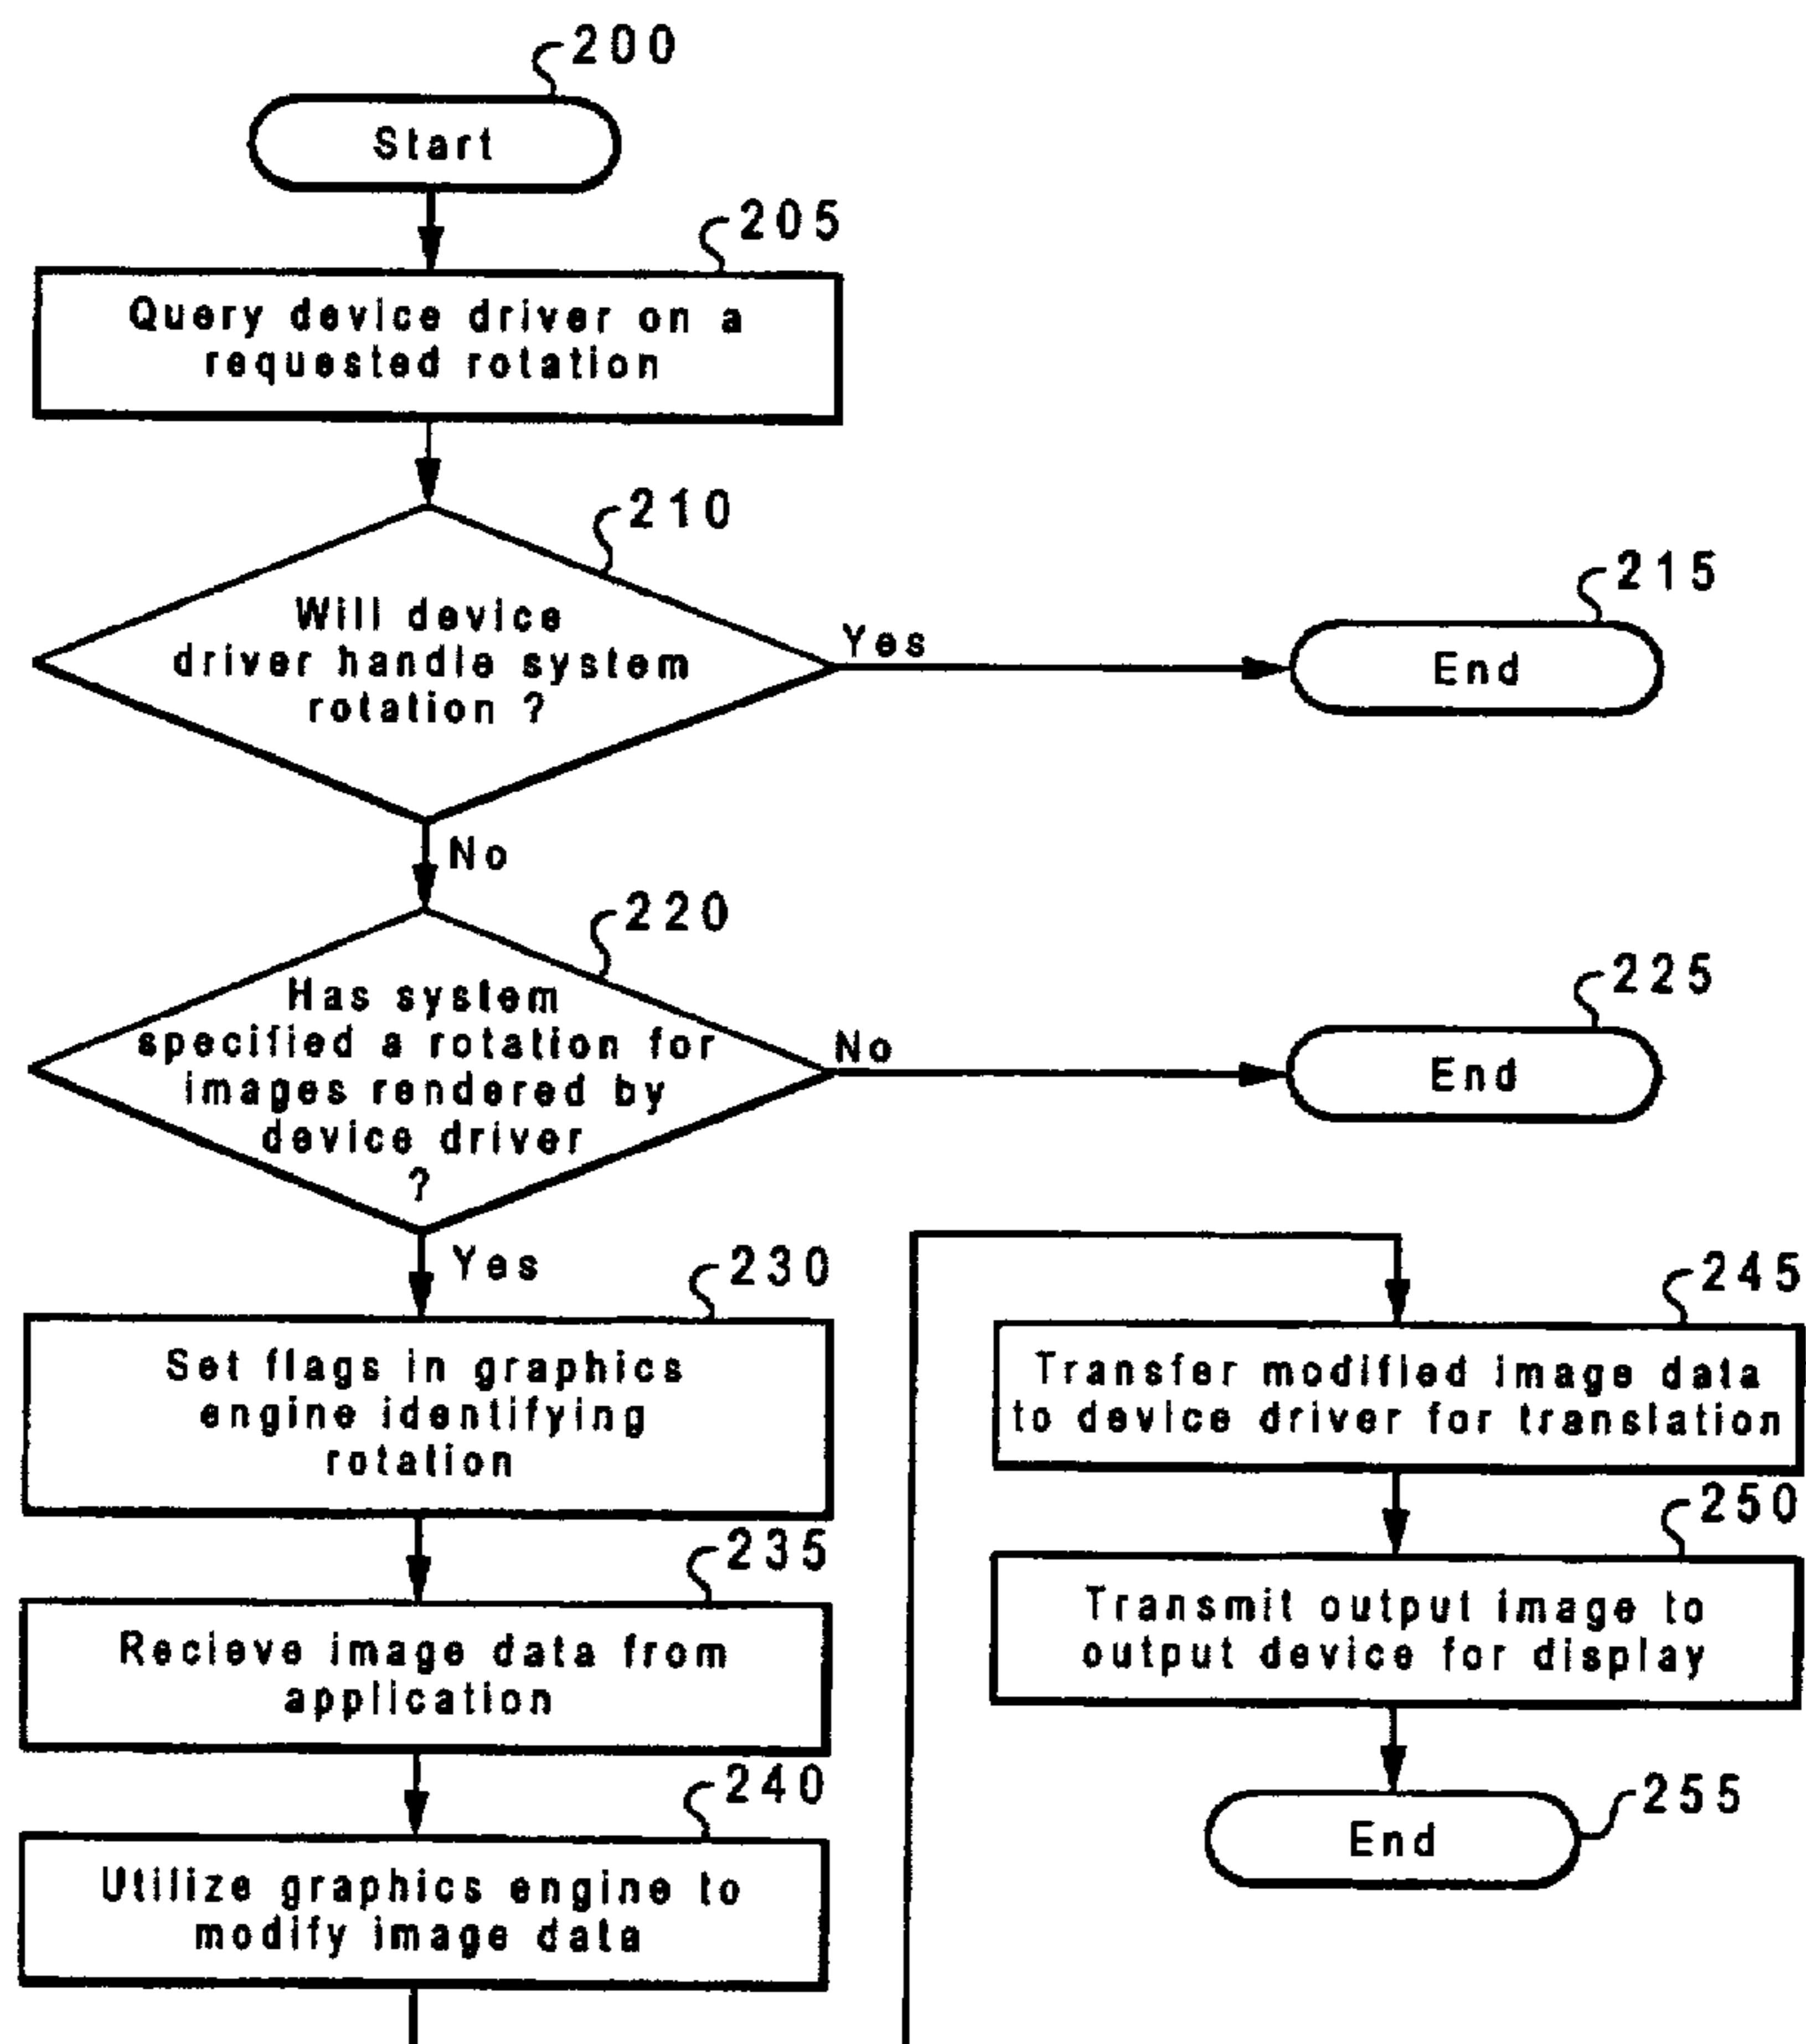 200
Start
205
Query device driver on a
requested rotation
210
Will device
driver handle system
rotation ?
Yes
215
End
No
220
Has system
specified a rotation for
images rendered by
device driver
?
No
225
End
Yes
230
Set flags in graphics
engine identifying
rotation
235
Recieve image data from
application
240
Utilize graphics engine to
modify image data
245
Transfer modified image data
to device driver for translation
250
Transmit output image to
output device for display
255
End